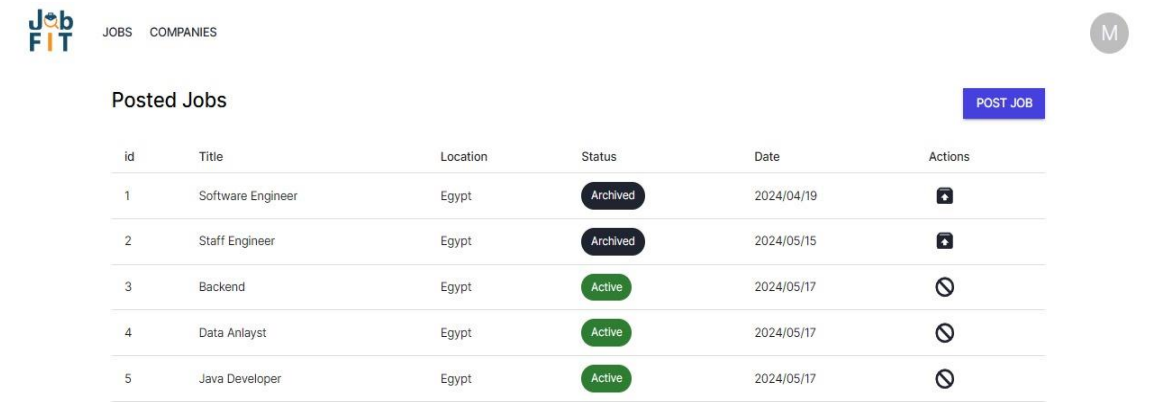 Job
FIT
JOBS COMPANIES
M
Posted Jobs
POST JOB
id Title Location Status Date Actions
1 Software Engineer Egypt Archived 2024/04/19
2 Staff Engineer Egypt Archived 2024/05/15
3 Backend Egypt Active 2024/05/17
4 Data Anlayst Egypt Active 2024/05/17
5 Java Developer Egypt Active 2024/05/17